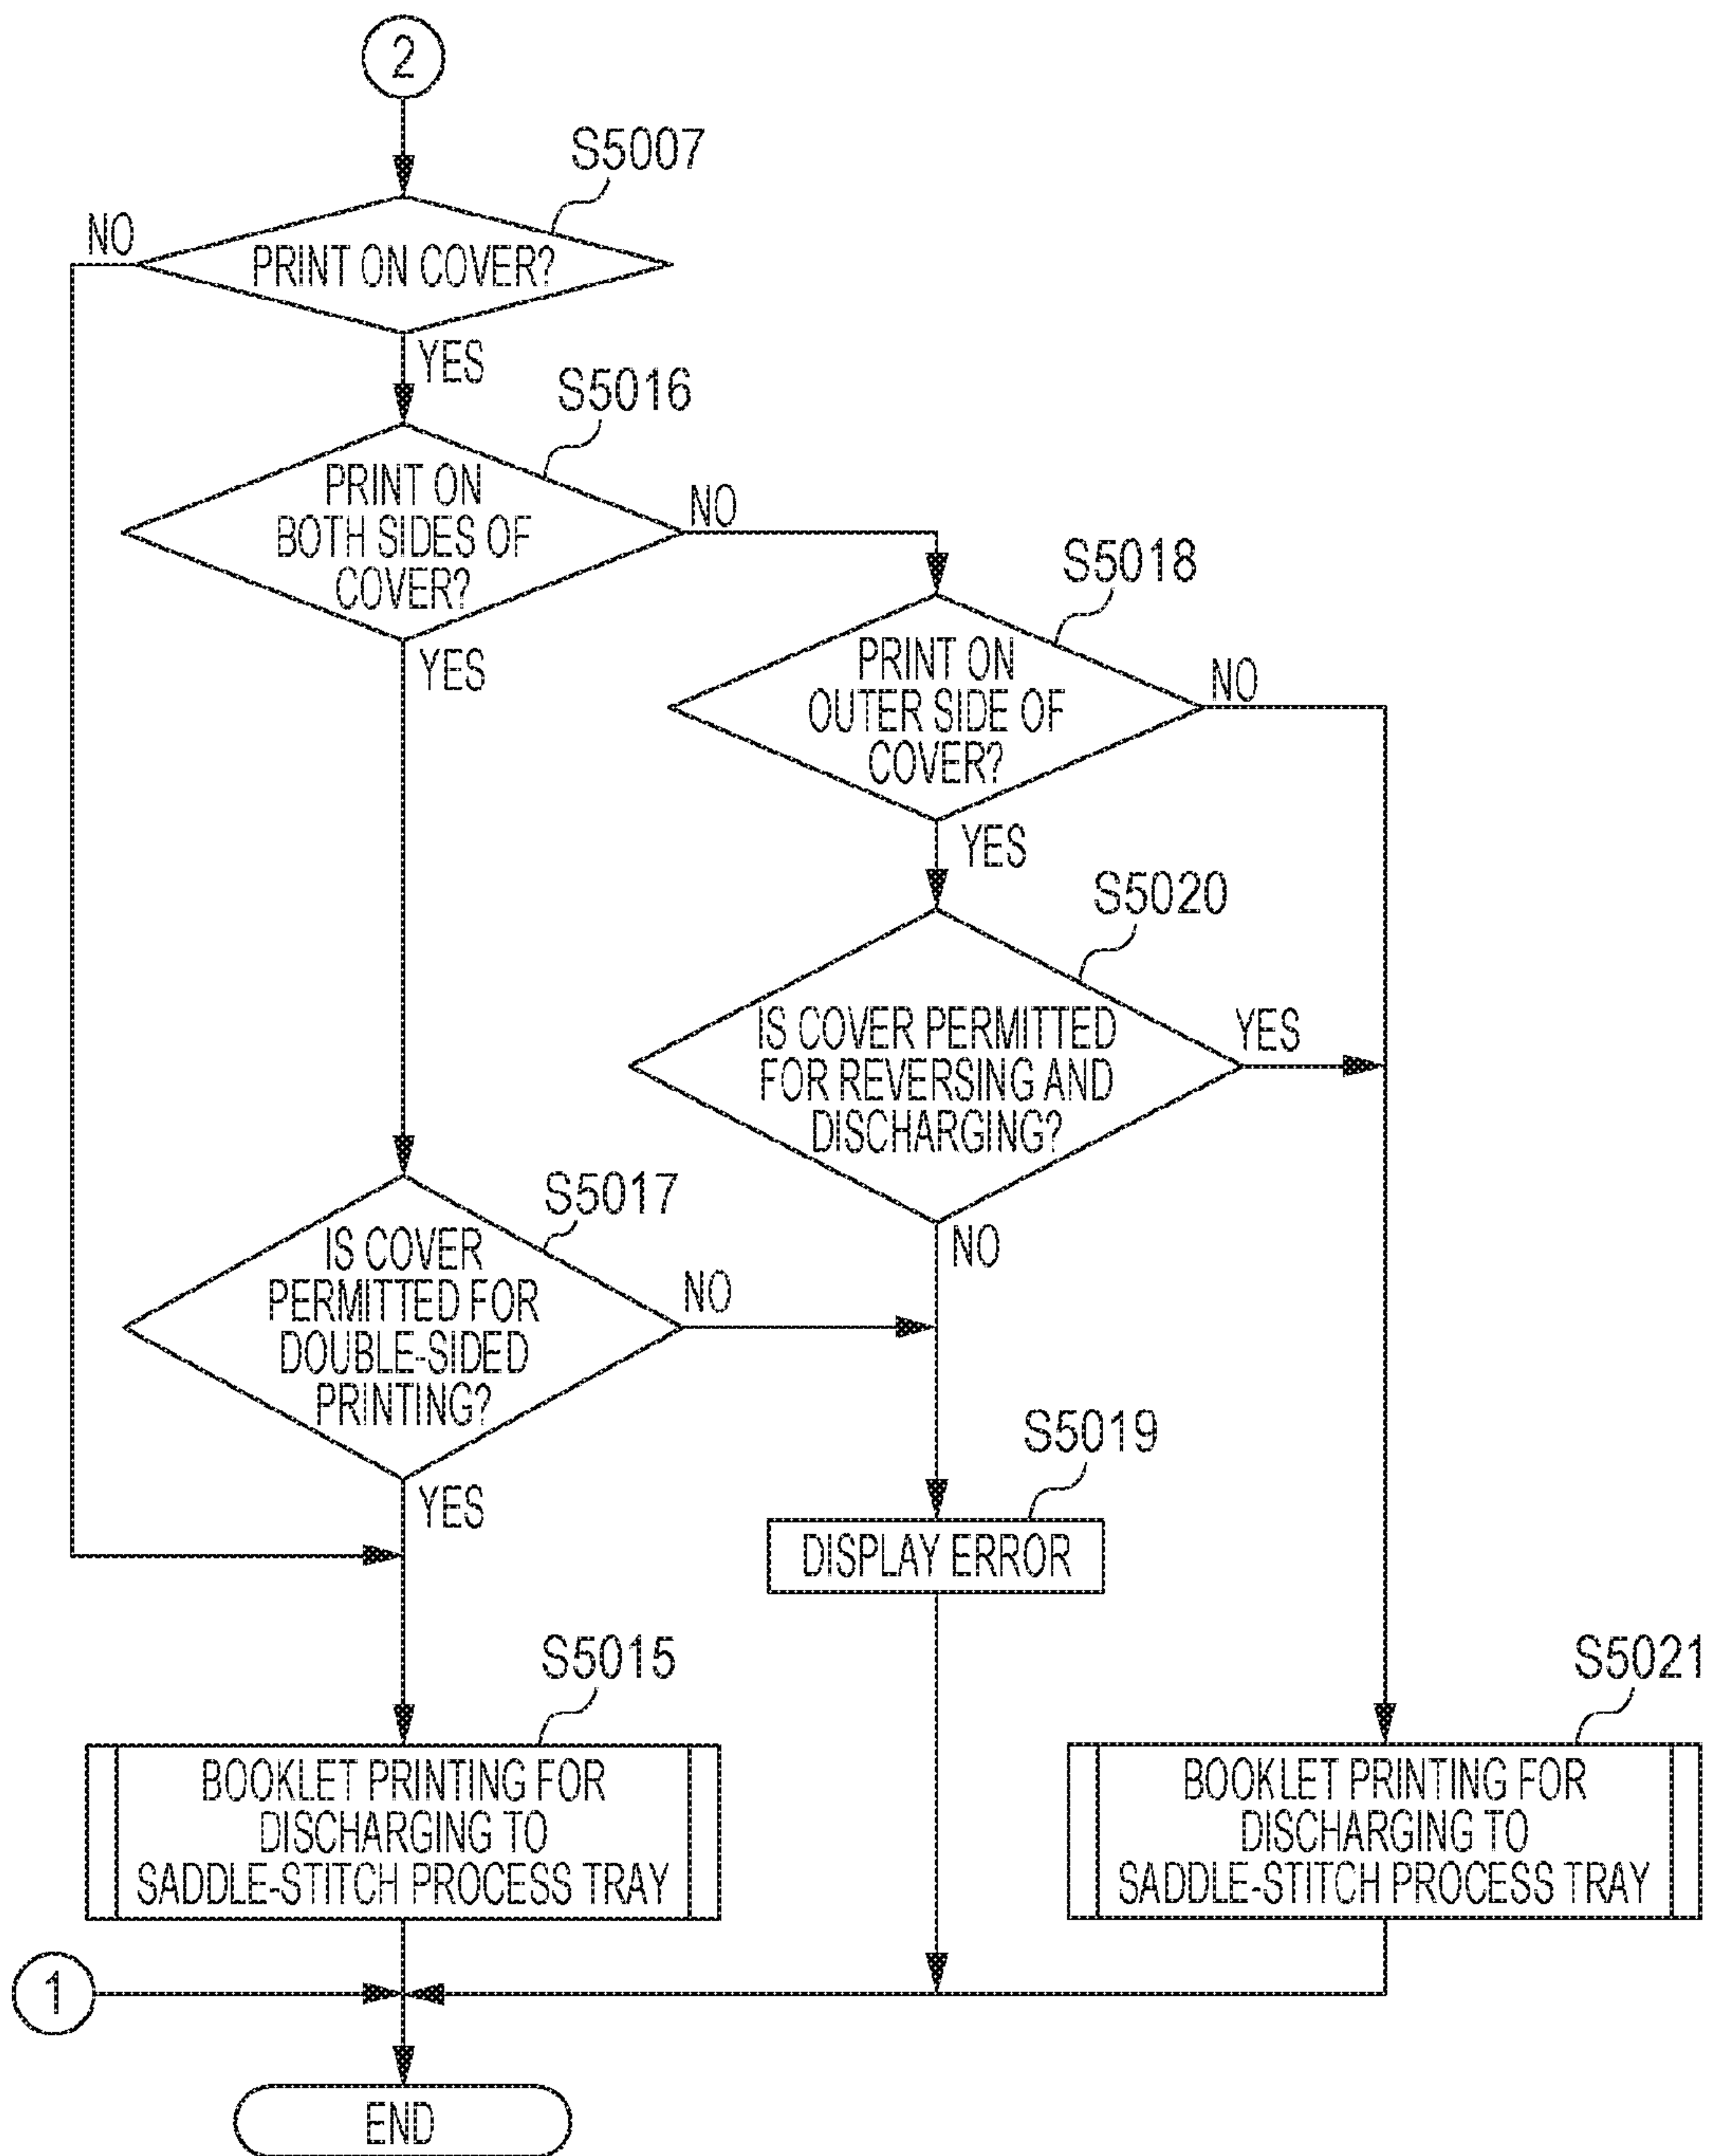 2
S5007
NO
PRINT ON COVER?
YES
S5016
PRINT ON
BOTH SIDES OF
COVER?
NO
YES
S5018
PRINT ON
OUTER SIDE OF
COVER?
NO
YES
S5020
IS COVER PERMITTED
FOR REVERSING AND
DISCHARGING?
YES
NO
S5017
IS COVER
PERMITTED FOR
DOUBLE-SIDED
PRINTING?
NO
YES
S5019
DISPLAY ERROR
S5015
BOOKLET PRINTING FOR
DISCHARGING TO
SADDLE-STITCH PROCESS TRAY
S5021
BOOKLET PRINTING FOR
DISCHARGING TO
SADDLE-STITCH PROCESS TRAY
1
END